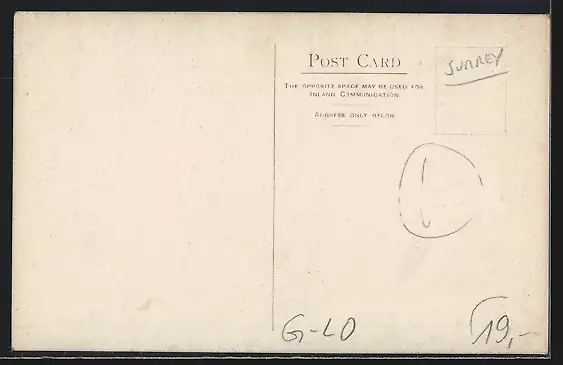 POST CARD
SURREY
THE OPPOSITE SPACE MAY BE USED FOR
INLAND COMMUNICATION.
ADDRESS ONLY BELOW
G-LO
19,-